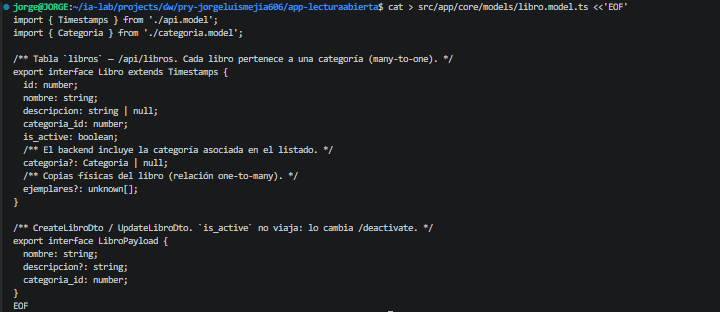 jorge@JORGE:~/ia-lab/projects/dw/pry-jorgeluismejia606/app-lecturaabierta$ cat > src/app/core/models/libro.model.ts <<'EOF'
import { Timestamps } from './api.model';
import { Categoria } from './categoria.model';

/** Tabla `libros` — /api/libros. Cada libro pertenece a una categoría (many-to-one). */
export interface Libro extends Timestamps {
  id: number;
  nombre: string;
  descripcion: string | null;
  categoria_id: number;
  is_active: boolean;
  /** El backend incluye la categoría asociada en el listado. */
  categoria?: Categoria | null;
  /** Copias físicas del libro (relación one-to-many). */
  ejemplares?: unknown[];
}

/** CreateLibroDto / UpdateLibroDto. `is_active` no viaja: lo cambia /deactivate. */
export interface LibroPayload {
  nombre: string;
  descripcion?: string;
  categoria_id: number;
}
EOF